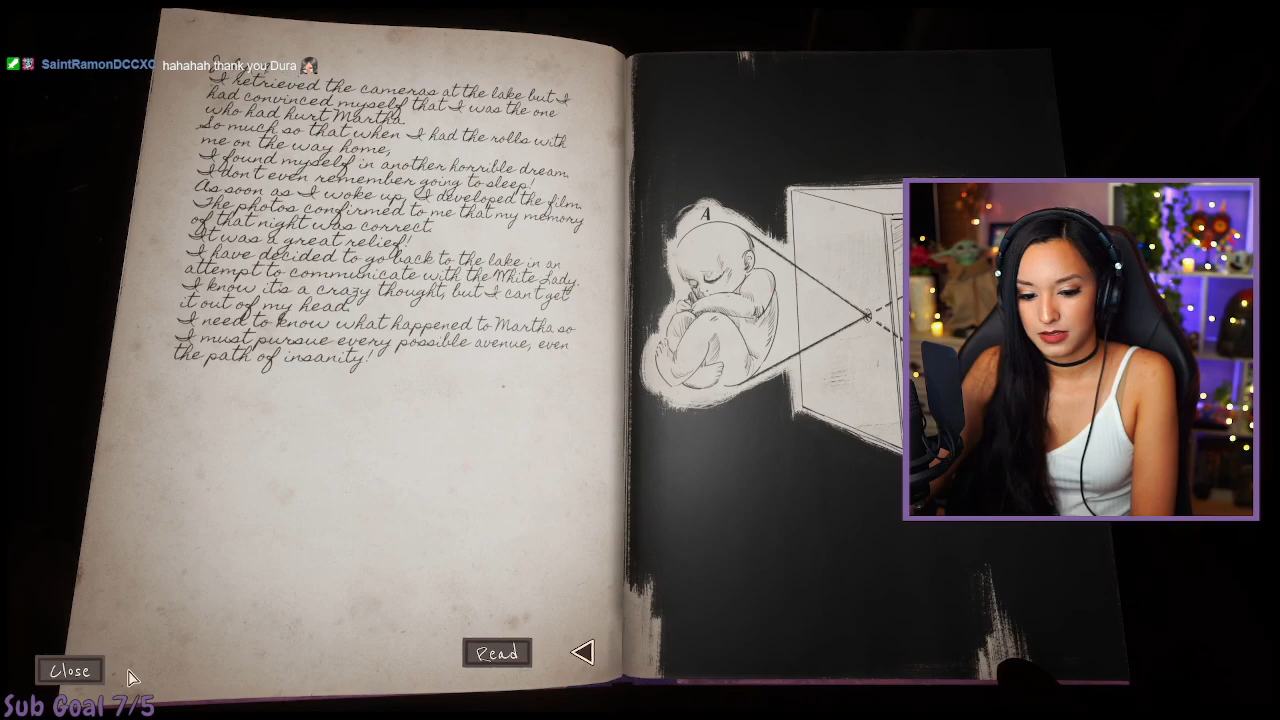 SaintRamonDCCXC hahahah thank you Dura
I retrieved the cameras at the lake but I
had convinced myself that I was the one
who had hurt Martha.
So much so that when I had the rolls with
me on the way home,
I found myself in another horrible dream.
I don't even remember going to sleep!
As soon as I woke up, I developed the film.
The photos confirmed to me that my memory
of that night was correct.
It was a great relief!
I have decided to go back to the lake in an
attempt to communicate with the White Lady.
I know its a crazy thought, but I can't get
it out of my head.
I need to know what happened to Martha so
I must pursue every possible avenue, even
the path of insanity!
A
Read
Close
Sub Goal 7/5